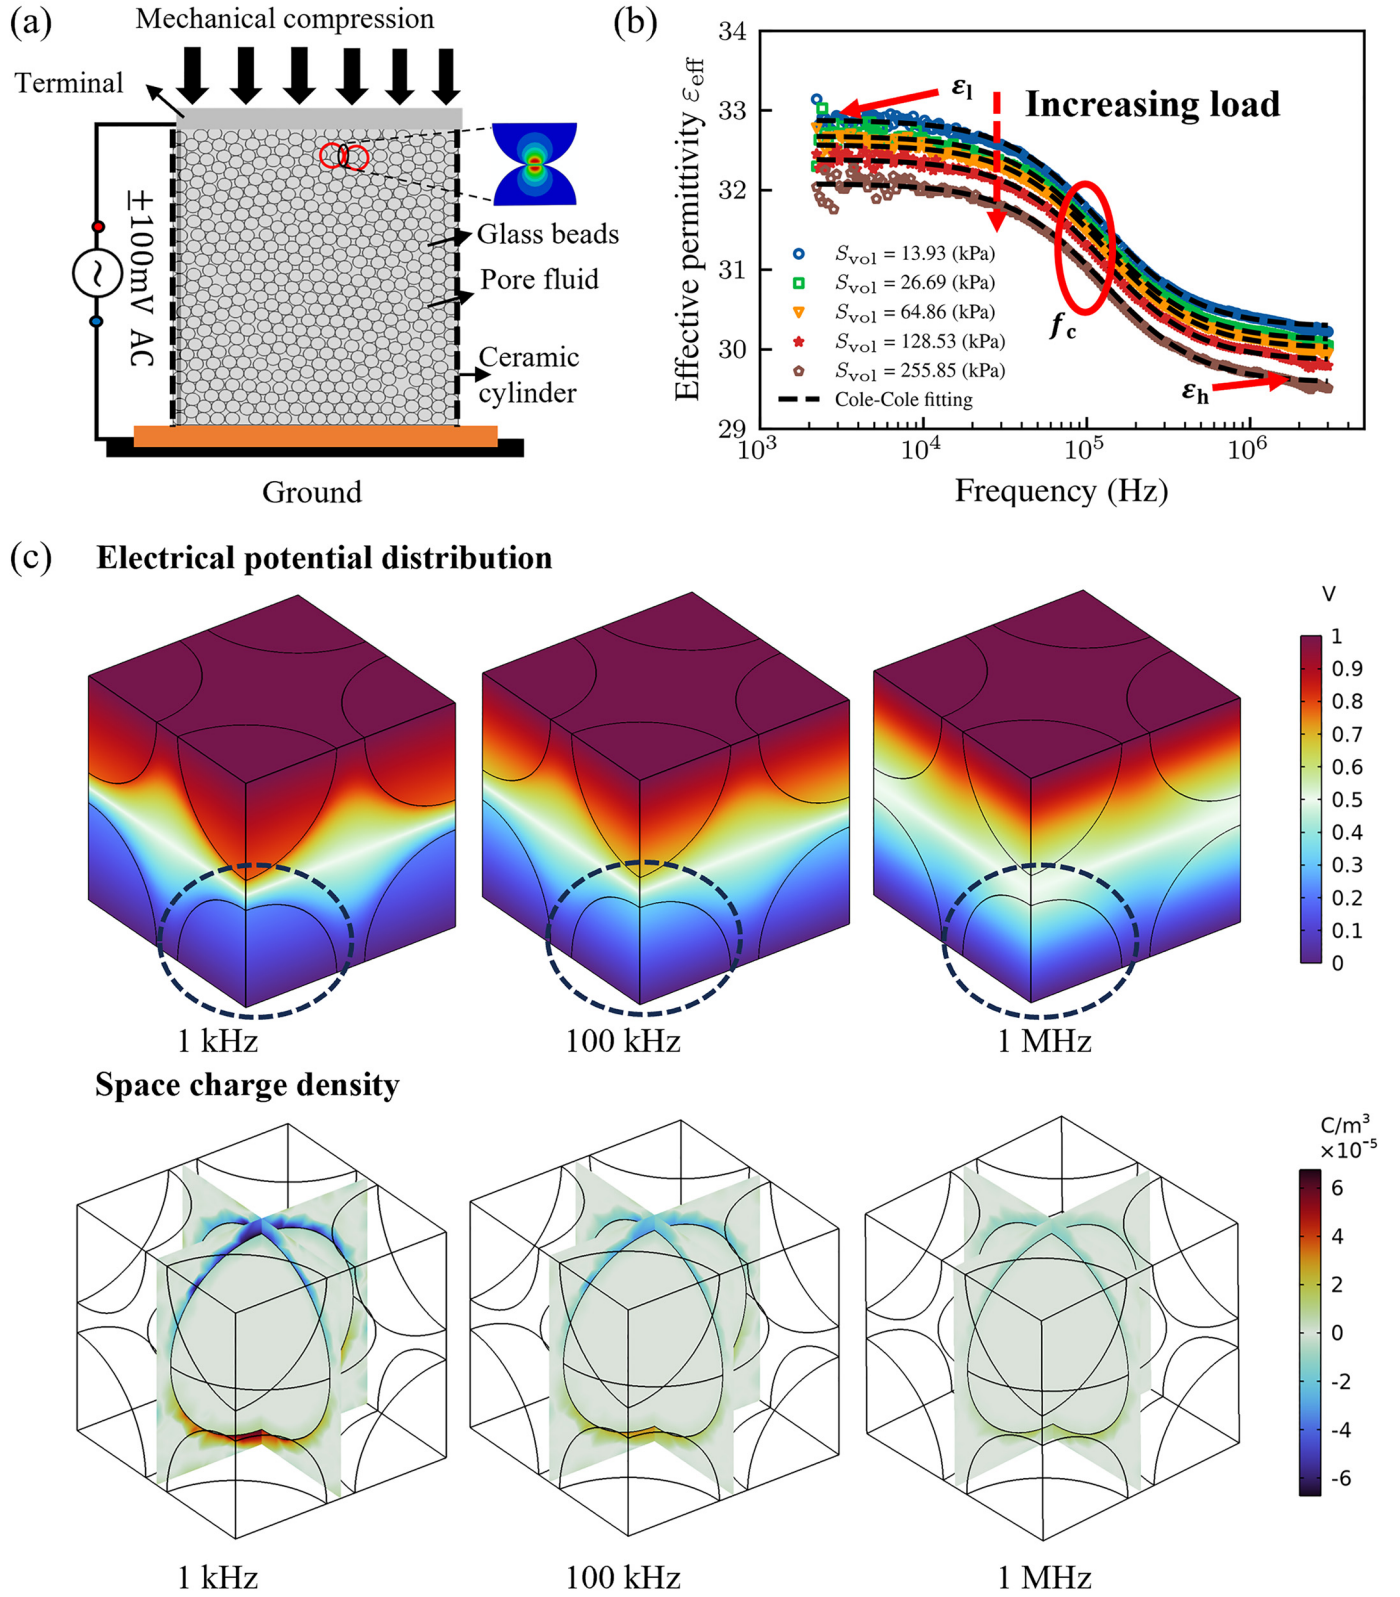 (a)
Mechanical compression
Terminal
±100mV AC
Glass beads
Pore fluid
Ceramic
cylinder
Ground
(b)
Effective permittivity εeff
34
33
32
31
30
29
εl
Increasing load
Svol = 13.93 (kPa)
Svol = 26.69 (kPa)
Svol = 64.86 (kPa)
Svol = 128.53 (kPa)
Svol = 255.85 (kPa)
Cole-Cole fitting
fc
εh
10³ 10⁴ 10⁵ 10⁶
Frequency (Hz)
(c) Electrical potential distribution
V
1
0.9
0.8
0.7
0.6
0.5
0.4
0.3
0.2
0.1
0
1 kHz 100 kHz 1 MHz
Space charge density
C/m³
×10⁻⁵
6
4
2
0
-2
-4
-6
1 kHz 100 kHz 1 MHz